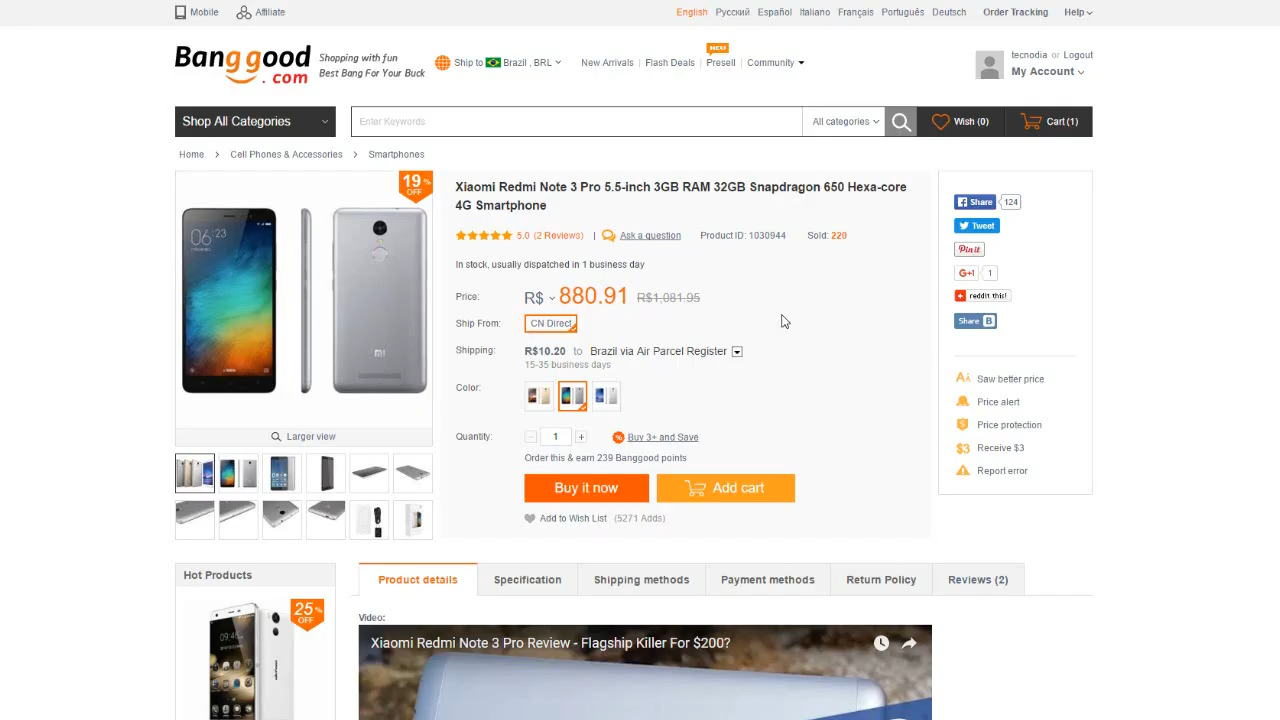 Mobile
Affiliate
English Русский Español Italiano Français Português Deutsch
Order Tracking
Help
Banggood
.com
Shopping with fun
Best Bang For Your Buck
Ship to Brazil , BRL
New Arrivals | Flash Deals | Presell | Community
NEW
tecnodia or Logout
My Account
Shop All Categories
Enter Keywords
All categories
Wish (0)
Cart (1)
Home > Cell Phones & Accessories > Smartphones
19%
OFF
06:23
Larger view
Xiaomi Redmi Note 3 Pro 5.5-inch 3GB RAM 32GB Snapdragon 650 Hexa-core
4G Smartphone
5.0 (2 Reviews) | Ask a question Product ID: 1030944 Sold: 220
In stock, usually dispatched in 1 business day
Price: R$ 880.91 R$1,081.95
Ship From: CN Direct
Shipping: R$10.20 to Brazil via Air Parcel Register
15-35 business days
Color:
Quantity: - 1 + % Buy 3+ and Save
Order this & earn 239 Banggood points
Buy it now
Add cart
Add to Wish List (5271 Adds)
Share 124
Tweet
Pin it
G+1 1
reddit this!
Share B
Saw better price
Price alert
Price protection
$3 Receive $3
Report error
Hot Products
25%
OFF
Product details
Specification
Shipping methods
Payment methods
Return Policy
Reviews (2)
Video:
Xiaomi Redmi Note 3 Pro Review - Flagship Killer For $200?